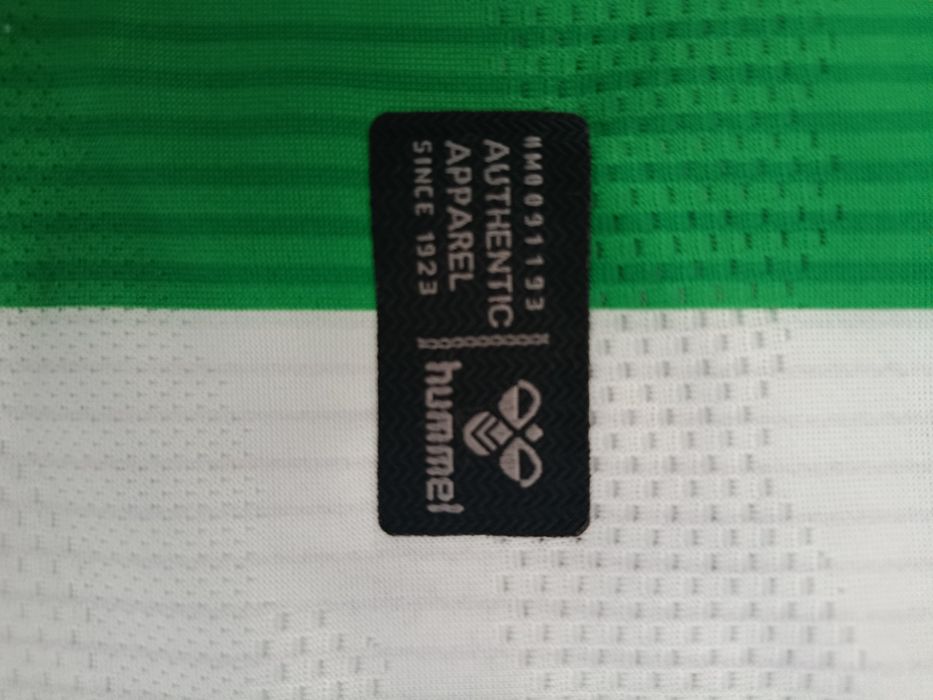 HM0091193
AUTHENTIC
APPAREL
SINCE 1923
hummel